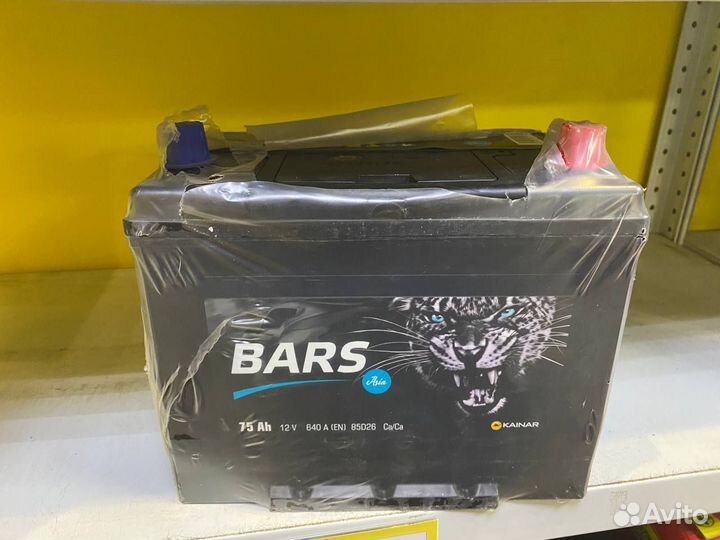 BARS
Asia
75 Ah 12 V 640 A (EN) 85D26 Ca/Ca
KAINAR
Avito